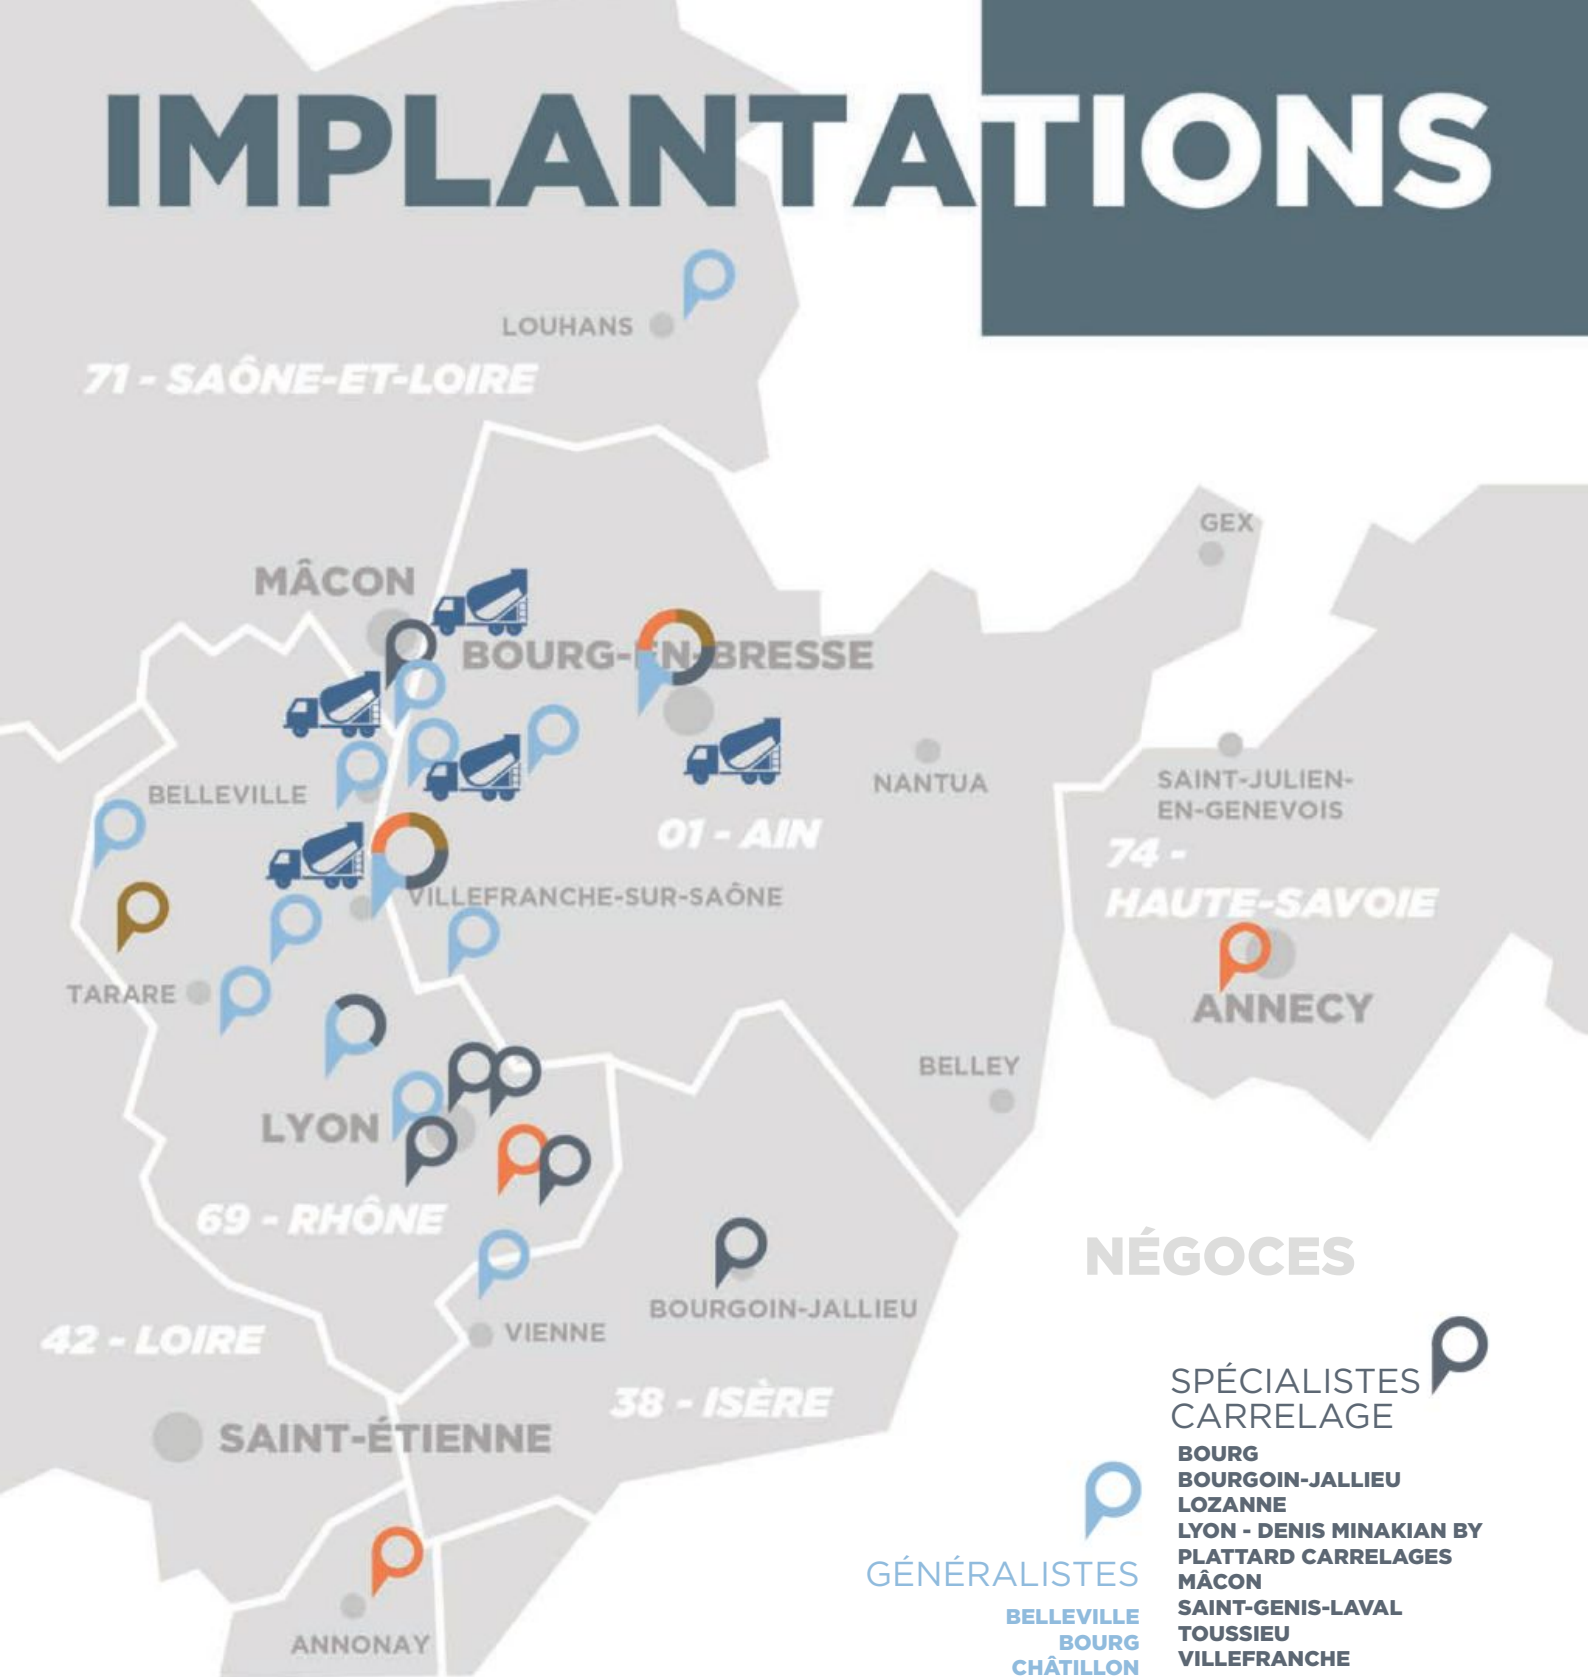 IMPLANTATIONS
LOUHANS
71 - SAÔNE-ET-LOIRE
GEX
MÂCON
BOURG-EN-BRESSE
NANTUA
SAINT-JULIEN-
EN-GENEVOIS
BELLEVILLE
01 - AIN
74 -
HAUTE-SAVOIE
VILLEFRANCHE-SUR-SAÔNE
TARARE
ANNECY
BELLEY
LYON
69 - RHÔNE
BOURGOIN-JALLIEU
VIENNE
42 - LOIRE
38 - ISÈRE
SAINT-ÉTIENNE
ANNONAY
NÉGOCES
SPÉCIALISTES
CARRELAGE
BOURG
BOURGOIN-JALLIEU
LOZANNE
LYON - DENIS MINAKIAN BY
PLATTARD CARRELAGES
MÂCON
SAINT-GENIS-LAVAL
TOUSSIEU
VILLEFRANCHE
GÉNÉRALISTES
BELLEVILLE
BOURG
CHÂTILLON